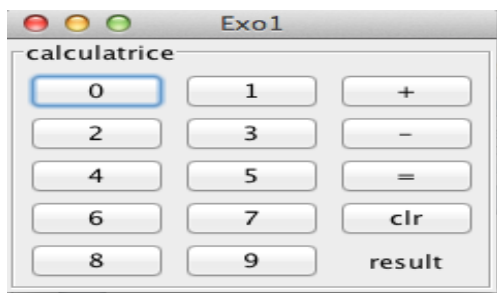 Exo1
calculatrice
0 1 +
2 3 -
4 5 =
6 7 clr
8 9 result